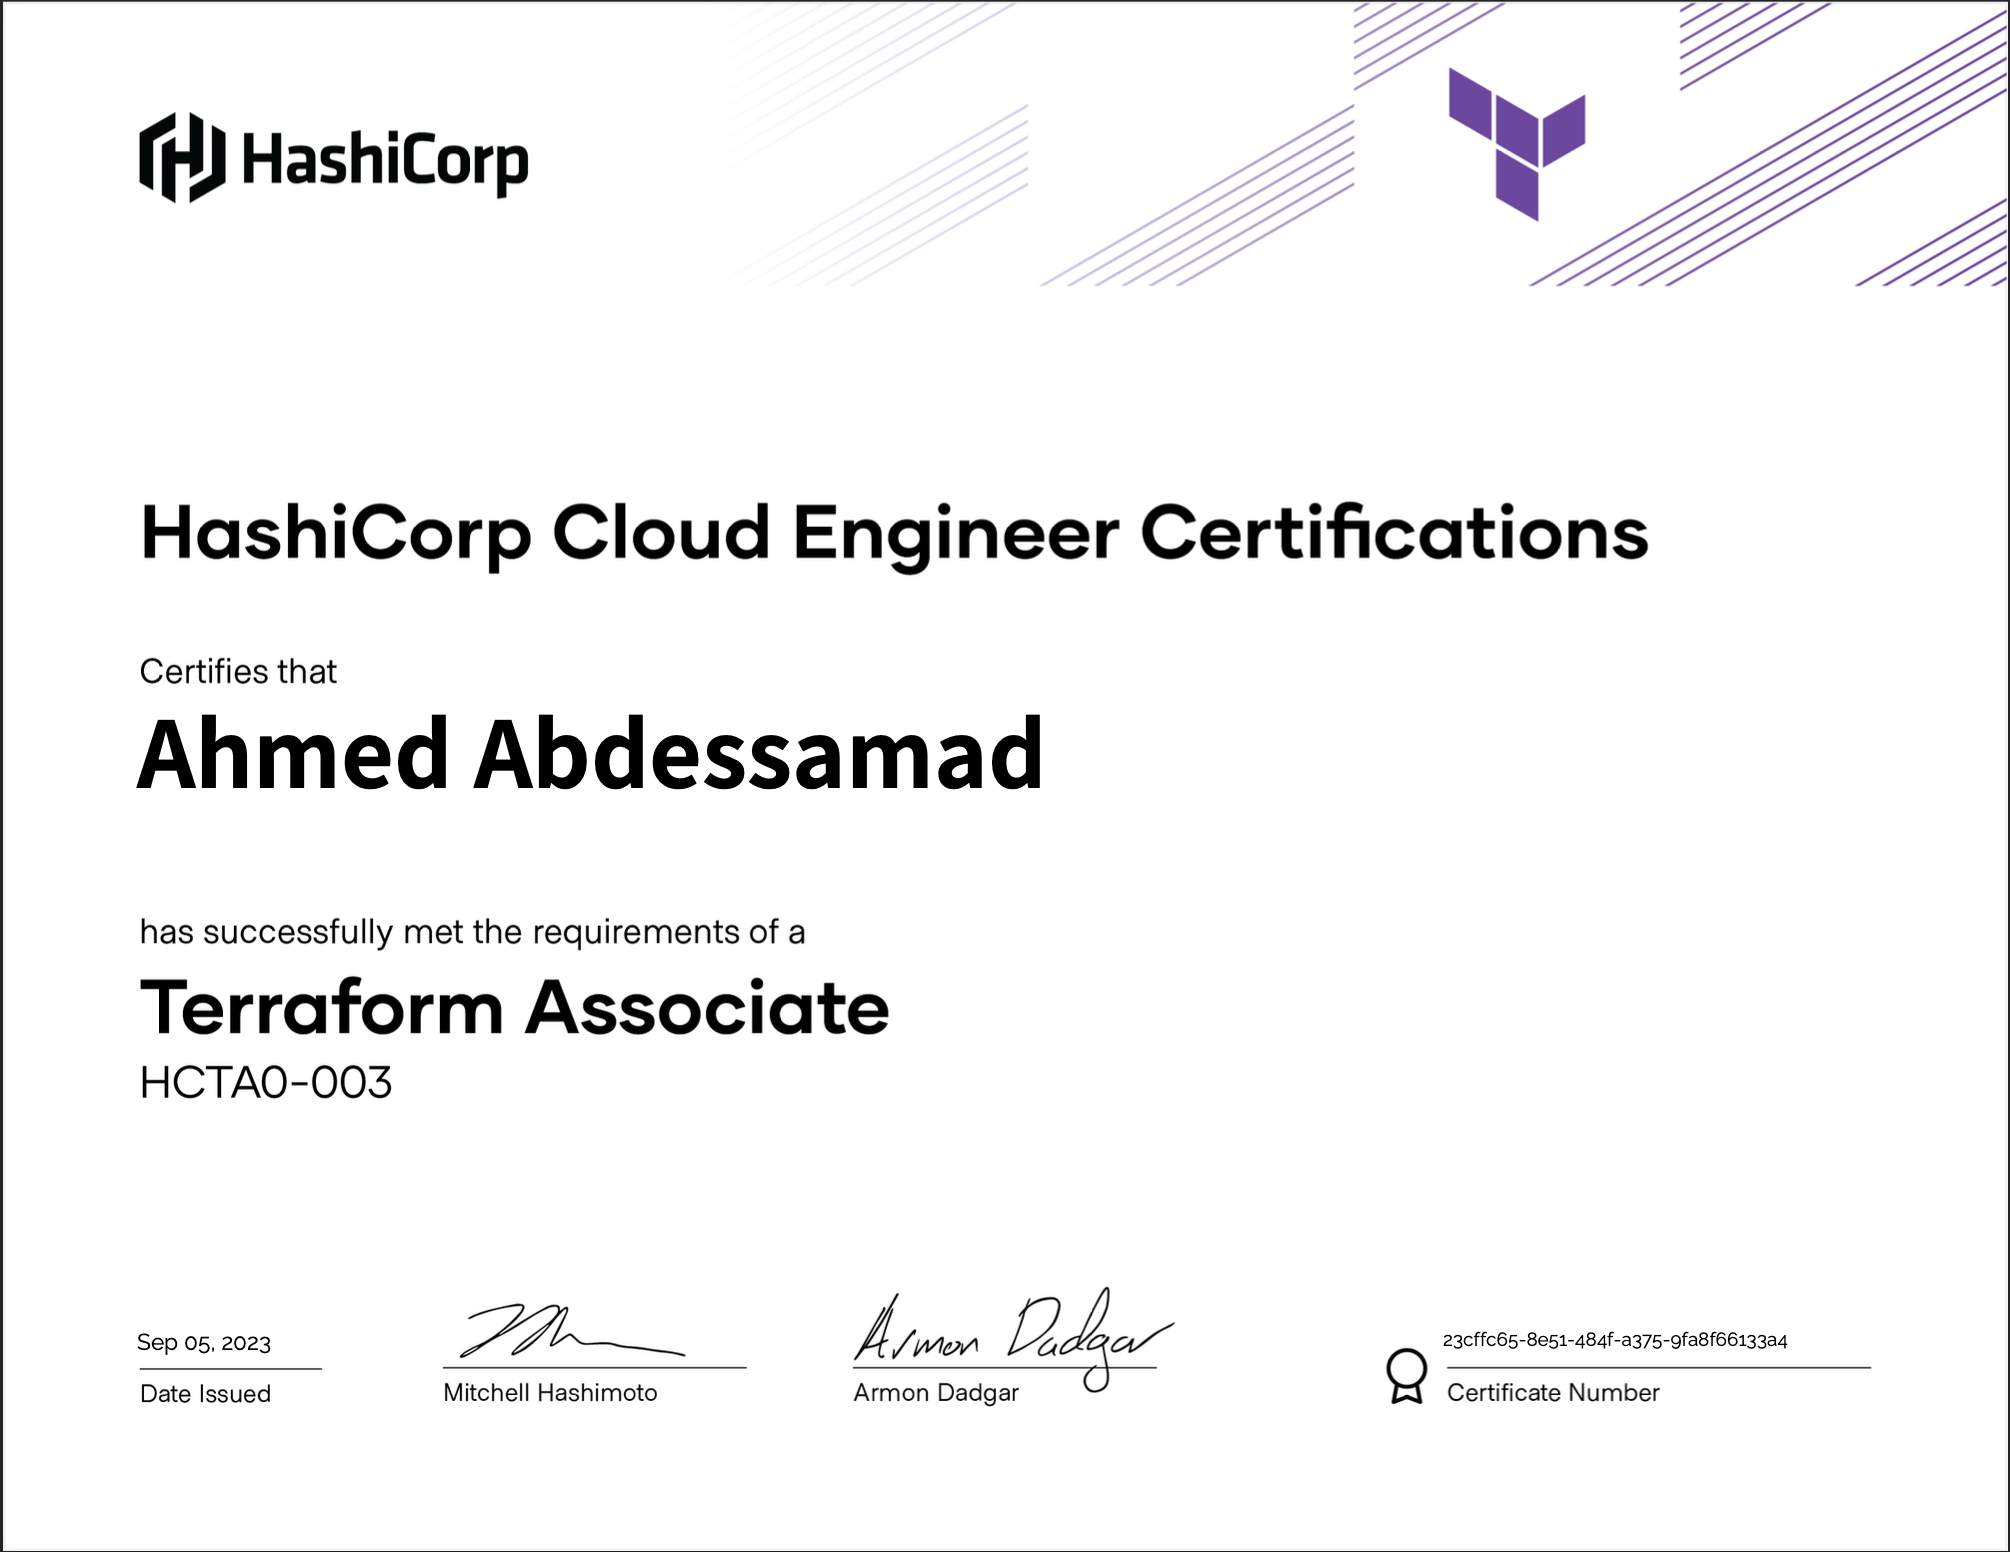 HashiCorp
HashiCorp Cloud Engineer Certifications
Certifies that
Ahmed Abdessamad
has successfully met the requirements of a
Terraform Associate
HCTA0-003
Sep 05, 2023
Date Issued
Mitchell Hashimoto
Armon Dadgar
Armon Dadgar
23cffc65-8e51-484f-a375-9fa8f66133a4
Certificate Number